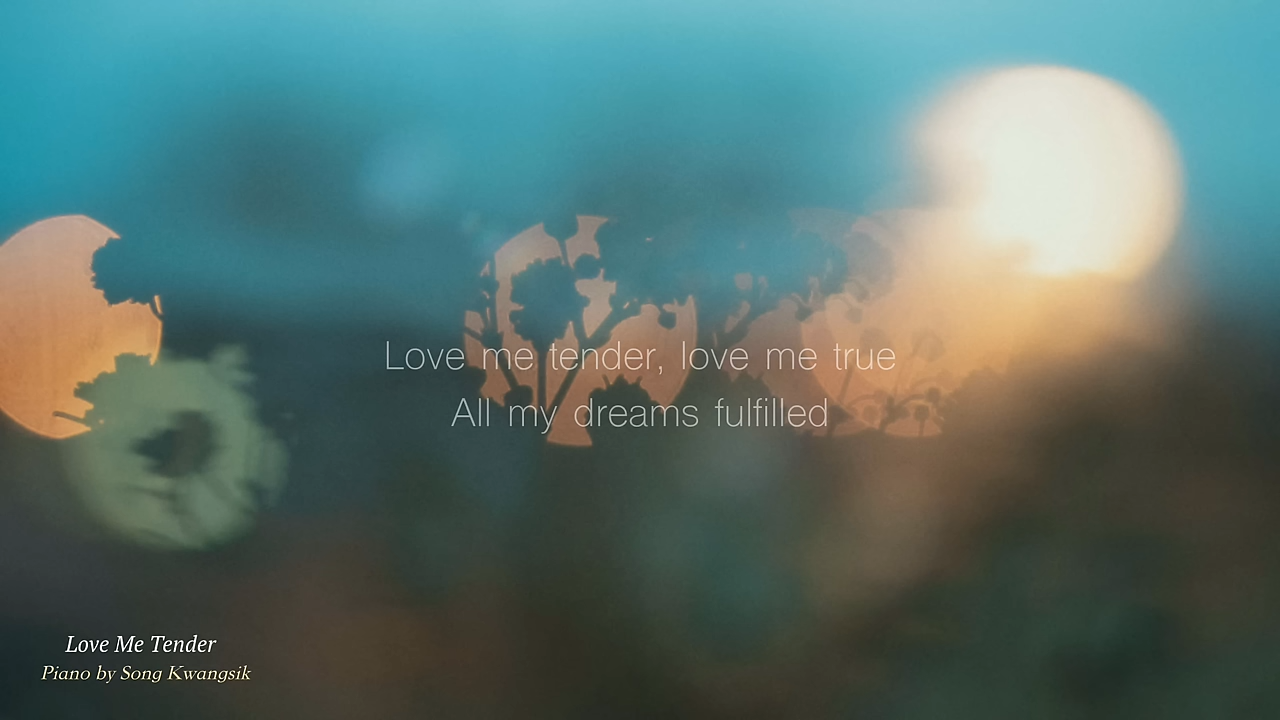 Love me tender, love me true
All my dreams fulfilled
Love Me Tender
Piano by Song Kwangsik